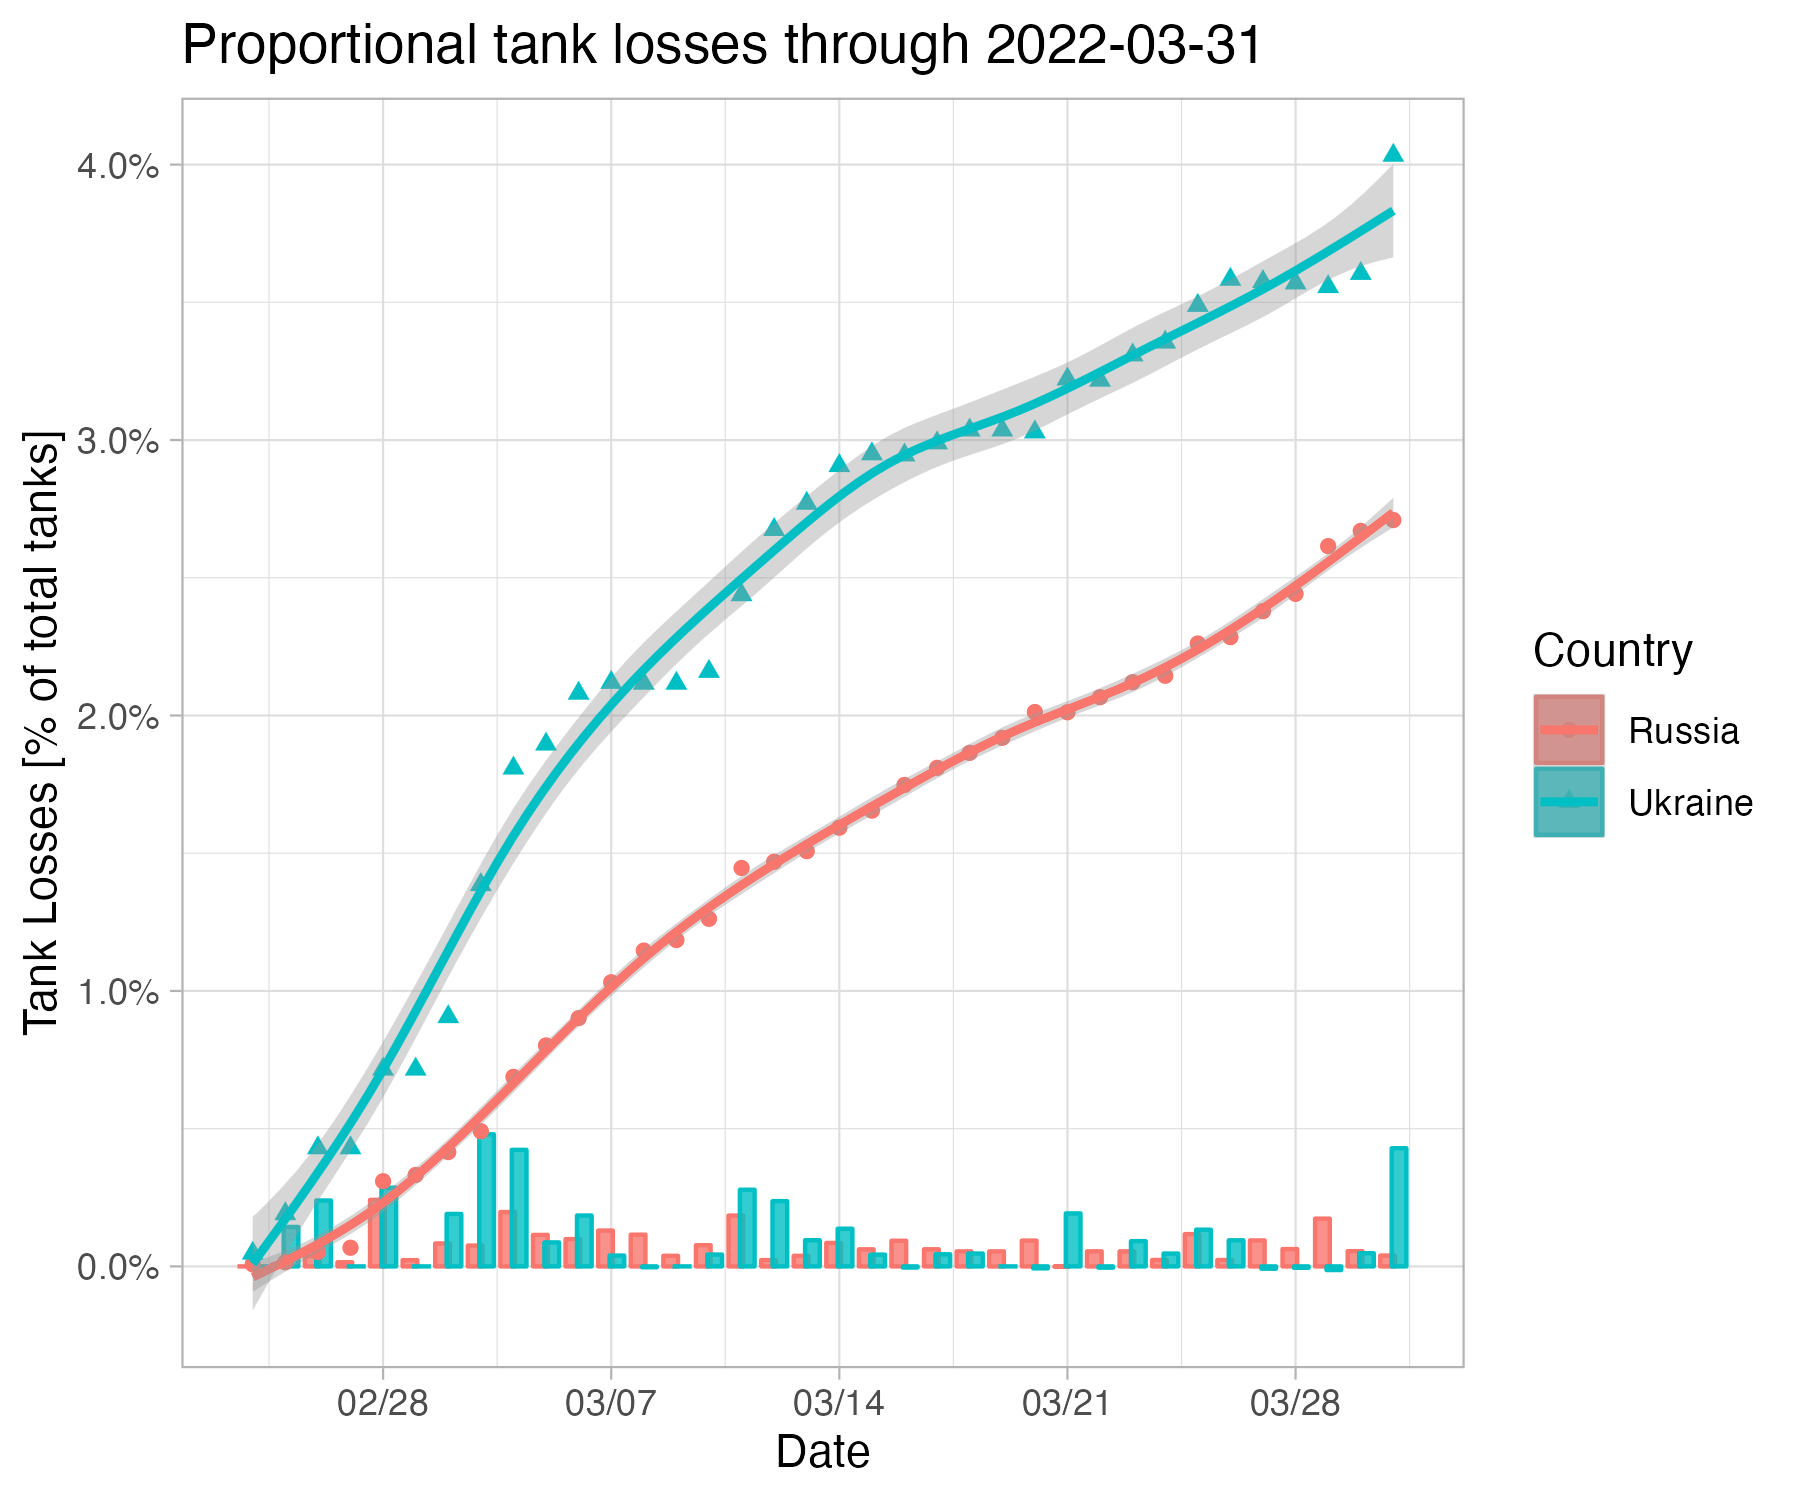 Proportional tank losses through 2022-03-31
Tank Losses [% of total tanks]
4.0%
3.0%
2.0%
1.0%
0.0%
02/28
03/07
03/14
03/21
03/28
Date
Country
Russia
Ukraine